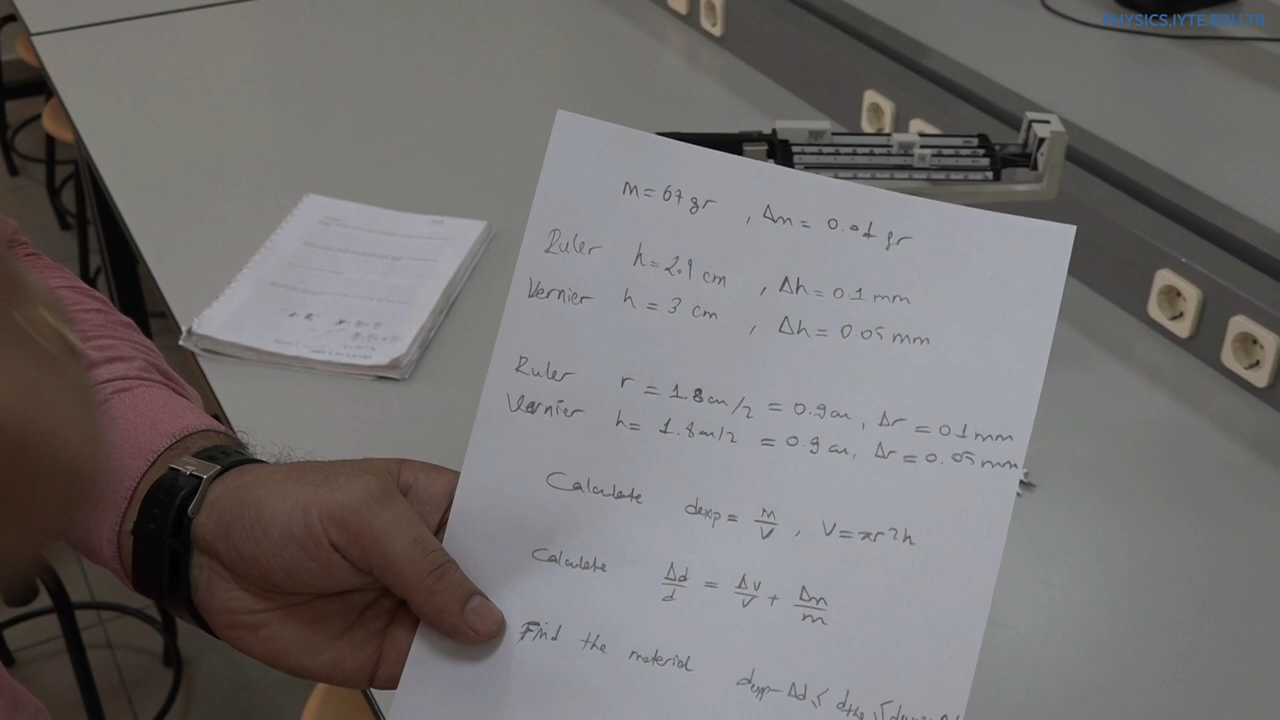 PHYSICS.IYTE.EDU.TR
m = 67 gr , Δm = 0.01 gr
Ruler h = 2.9 cm , Δh = 0.1 mm
Vernier h = 3 cm , Δh = 0.05 mm
Ruler r = 1.8 cm/2 = 0.9 cm, Δr = 0.1 mm
Vernier h = 1.8 cm/2 = 0.9 cm, Δr = 0.05 mm
Calculate dexp = m/V , V = πr²h
Calculate Δd/d = ΔV/V + Δm/m
Find the material dexp - Δd ≤ dthe ≤